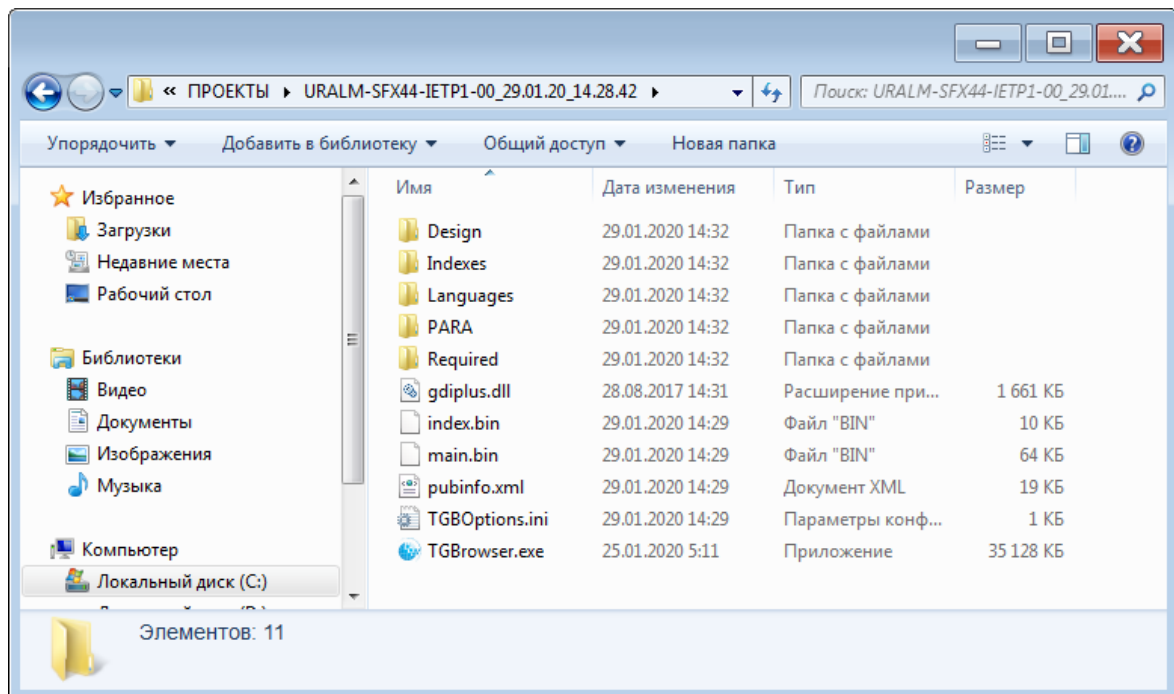 « ПРОЕКТЫ ▸ URALM-SFX44-IETP1-00_29.01.20_14.28.42 ▸ Поиск: URALM-SFX44-IETP1-00_29.01....
Упорядочить ▼ Добавить в библиотеку ▼ Общий доступ ▼ Новая папка
Имя Дата изменения Тип Размер
Избранное
Загрузки
Недавние места
Рабочий стол
Библиотеки
Видео
Документы
Изображения
Музыка
Компьютер
Локальный диск (C:)
Design 29.01.2020 14:32 Папка с файлами
Indexes 29.01.2020 14:32 Папка с файлами
Languages 29.01.2020 14:32 Папка с файлами
PARA 29.01.2020 14:32 Папка с файлами
Required 29.01.2020 14:32 Папка с файлами
gdiplus.dll 28.08.2017 14:31 Расширение при... 1 661 КБ
index.bin 29.01.2020 14:29 Файл "BIN" 10 КБ
main.bin 29.01.2020 14:29 Файл "BIN" 64 КБ
pubinfo.xml 29.01.2020 14:29 Документ XML 19 КБ
TGBOptions.ini 29.01.2020 14:29 Параметры конф... 1 КБ
TGBrowser.exe 25.01.2020 5:11 Приложение 35 128 КБ
Элементов: 11